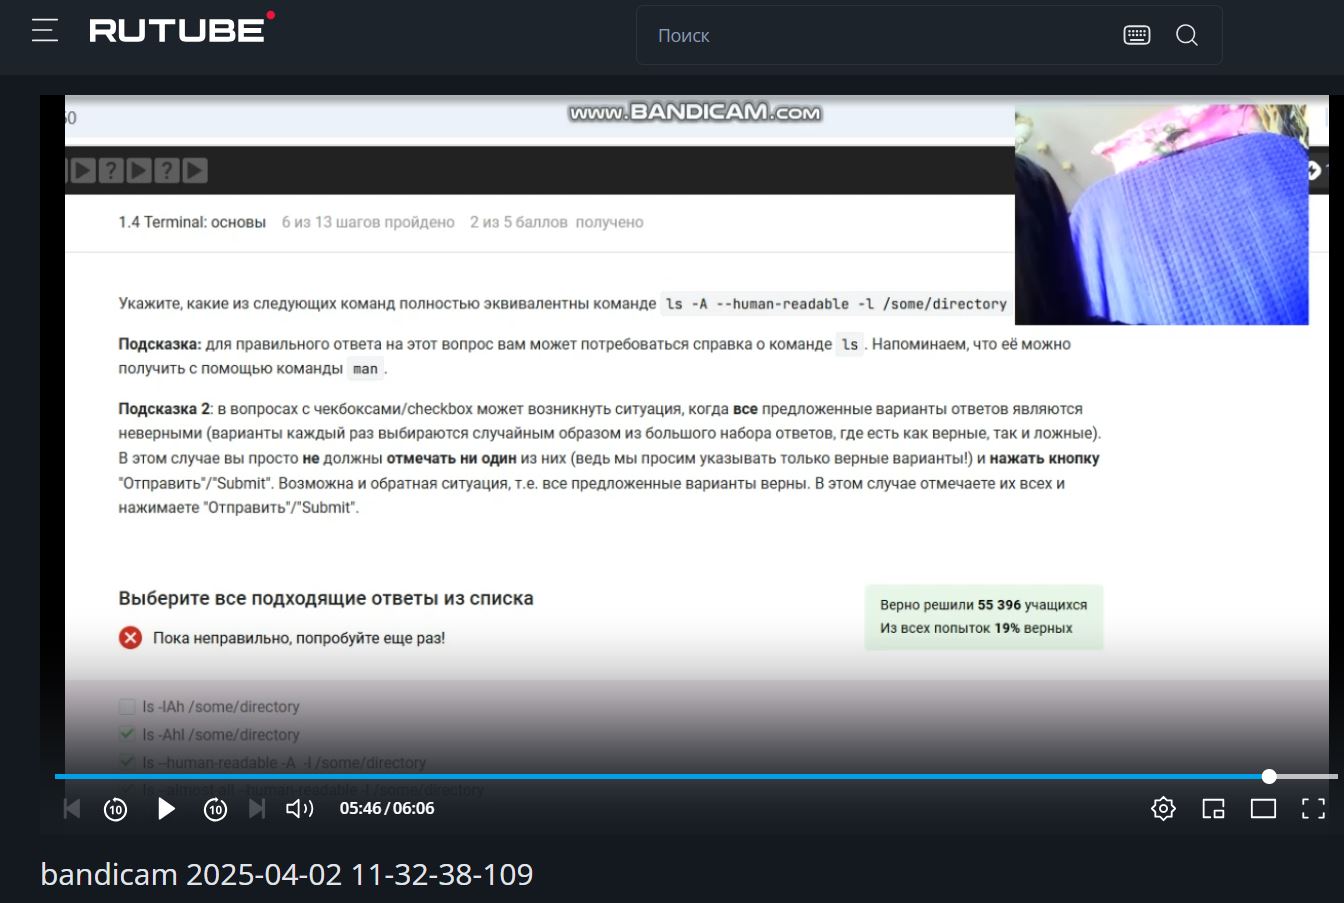 RUTUBE
Поиск
60
www.BANDICAM.com
? ?
1.4 Terminal: основы 6 из 13 шагов пройдено 2 из 5 баллов получено
Укажите, какие из следующих команд полностью эквивалентны команде ls -A --human-readable -l /some/directory
Подсказка: для правильного ответа на этот вопрос вам может потребоваться справка о команде ls . Напоминаем, что её можно
получить с помощью команды man .
Подсказка 2: в вопросах с чекбоксами/checkbox может возникнуть ситуация, когда все предложенные варианты ответов являются
неверными (варианты каждый раз выбираются случайным образом из большого набора ответов, где есть как верные, так и ложные).
В этом случае вы просто не должны отмечать ни один из них (ведь мы просим указывать только верные варианты!) и нажать кнопку
"Отправить"/"Submit". Возможна и обратная ситуация, т.е. все предложенные варианты верны. В этом случае отмечаете их всех и
нажимаете "Отправить"/"Submit".
Выберите все подходящие ответы из списка
Верно решили 55 396 учащихся
Из всех попыток 19% верных
Пока неправильно, попробуйте еще раз!
ls -lAh /some/directory
ls -Ahl /some/directory
ls --human-readable -A -l /some/directory
ls --almost-all --human-readable -l /some/directory
10 10 05:46 / 06:06
bandicam 2025-04-02 11-32-38-109